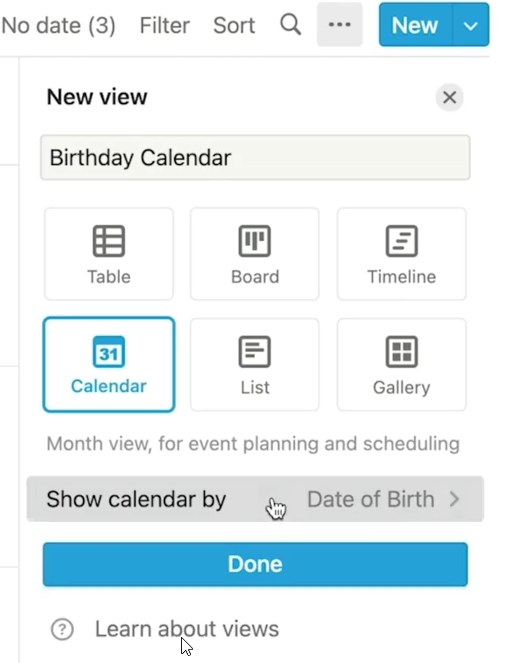 No date (3) Filter Sort New
New view
Birthday Calendar
Table Board Timeline
31
Calendar List Gallery
Month view, for event planning and scheduling
Show calendar by Date of Birth
Done
? Learn about views